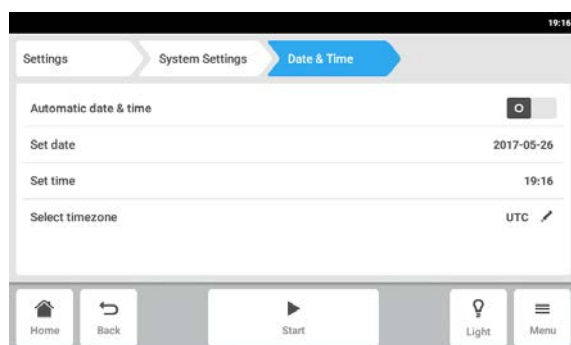 19:16
Settings System Settings Date & Time
Automatic date & time O
Set date 2017-05-26
Set time 19:16
Select timezone UTC
Home Back Start Light Menu